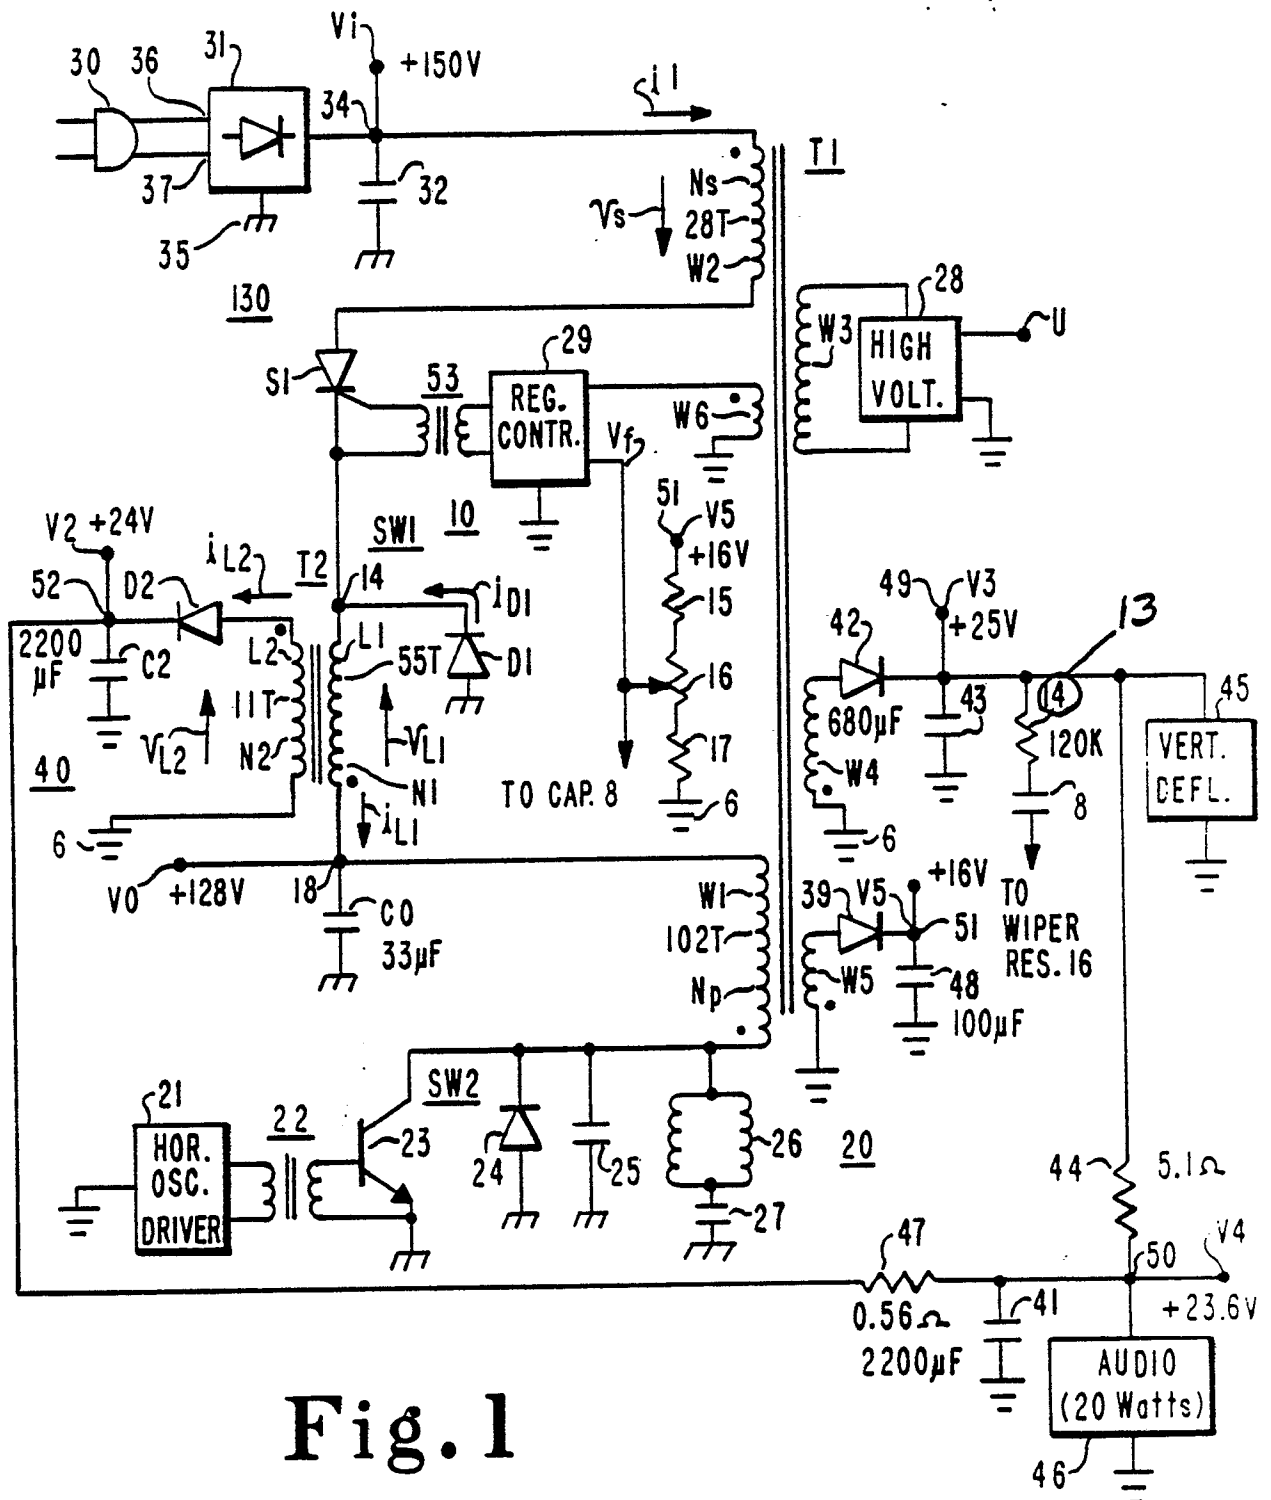 Vi
30
36
31
+150V
i1
34
T1
37
32
Ns
Vs
28T
35
W2
130
28
U
W3
HIGH
VOLT.
S1
53
29
REG.
CONTR.
W6
Vf
51
V5
V2 +24V
iL2
T2
SW1
10
+16V
52
D2
14
iD1
15
49
V3
13
2200
µF
C2
L2
L1
55T
D1
42
+25V
16
14
45
11T
680µF
43
120K
VERT.
DEFL.
VL2
N2
VL1
17
W4
40
N1
TO CAP. 8
6
8
6
iL1
6
V0
+128V
18
+16V
W1
39
V5
TO
WIPER
RES. 16
C0
33µF
102T
51
Np
W5
48
100µF
SW2
21
22
HOR.
OSC.
DRIVER
23
24
25
26
20
44
5.1Ω
27
47
50
V4
0.56Ω
41
+23.6V
2200µF
AUDIO
(20 Watts)
46
Fig. 1